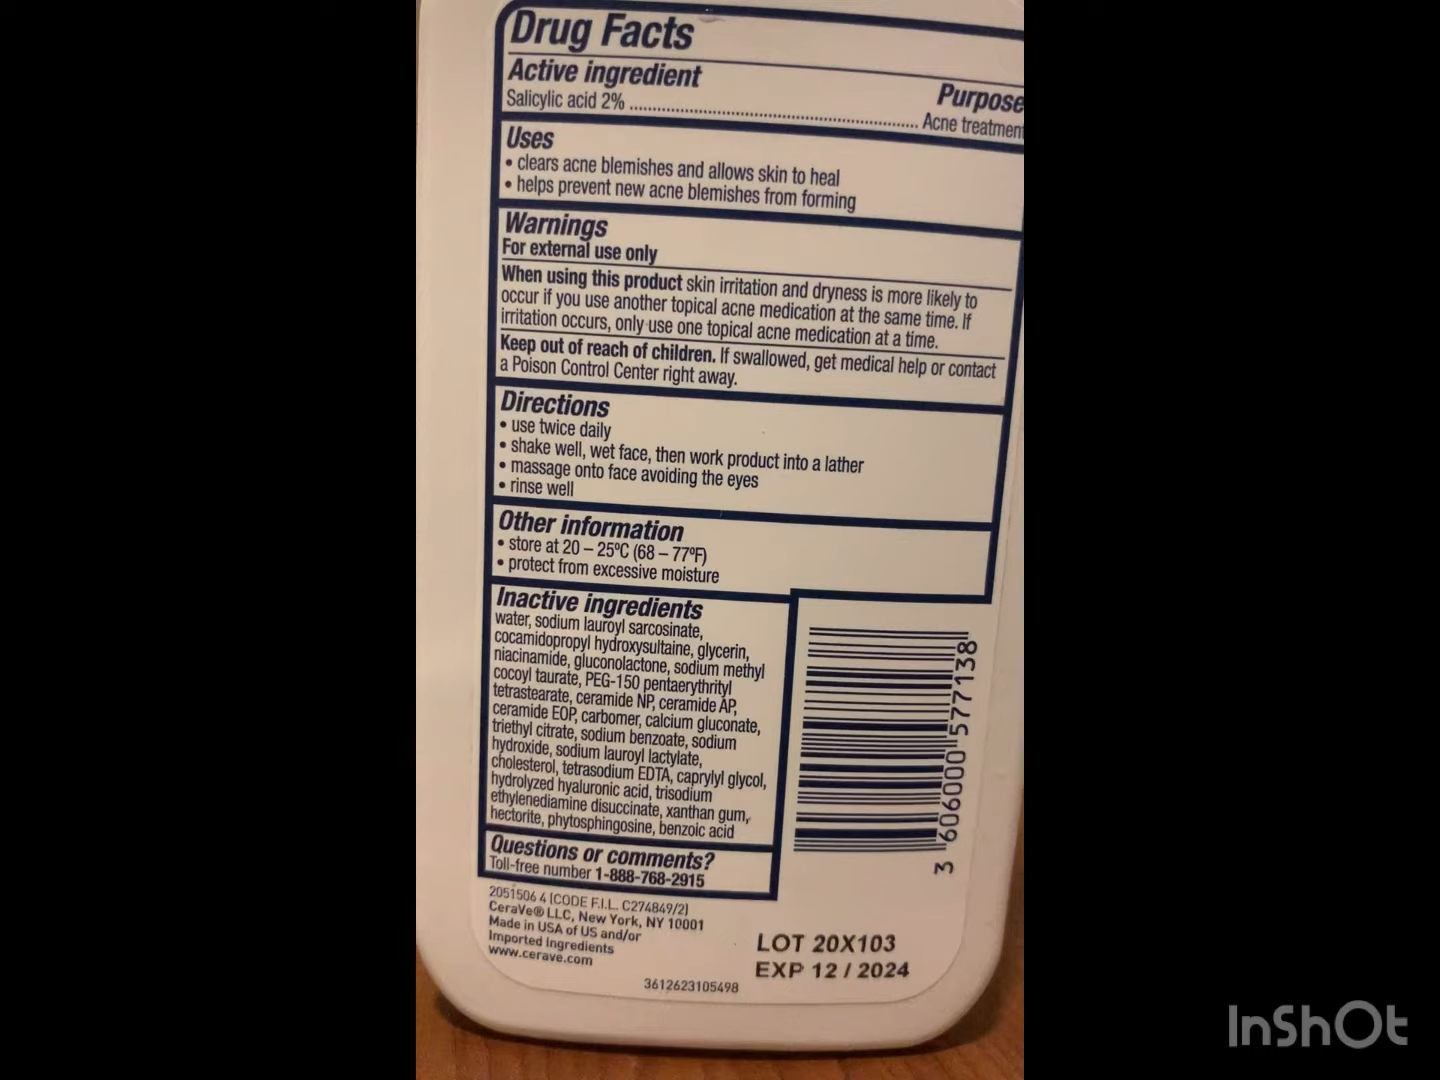 Drug Facts
Active ingredient
Purpose
Salicylic acid 2% ........................................................................ Acne treatment
Uses
• clears acne blemishes and allows skin to heal
• helps prevent new acne blemishes from forming
Warnings
For external use only
When using this product skin irritation and dryness is more likely to
occur if you use another topical acne medication at the same time. If
irritation occurs, only use one topical acne medication at a time.
Keep out of reach of children. If swallowed, get medical help or contact
a Poison Control Center right away.
Directions
• use twice daily
• shake well, wet face, then work product into a lather
• massage onto face avoiding the eyes
• rinse well
Other information
• store at 20 – 25ºC (68 – 77ºF)
• protect from excessive moisture
Inactive ingredients
water, sodium lauroyl sarcosinate,
cocamidopropyl hydroxysultaine, glycerin,
niacinamide, gluconolactone, sodium methyl
cocoyl taurate, PEG-150 pentaerythrityl
tetrastearate, ceramide NP, ceramide AP,
ceramide EOP, carbomer, calcium gluconate,
triethyl citrate, sodium benzoate, sodium
hydroxide, sodium lauroyl lactylate,
cholesterol, tetrasodium EDTA, caprylyl glycol,
hydrolyzed hyaluronic acid, trisodium
ethylenediamine disuccinate, xanthan gum,
hectorite, phytosphingosine, benzoic acid
3 606000 577138
Questions or comments?
Toll-free number 1-888-768-2915
2051506 4 [CODE F.I.L. C274849/2]
CeraVe® LLC, New York, NY 10001
Made in USA of US and/or
Imported Ingredients
www.cerave.com
LOT 20X103
EXP 12 / 2024
3612623105498
InShOt